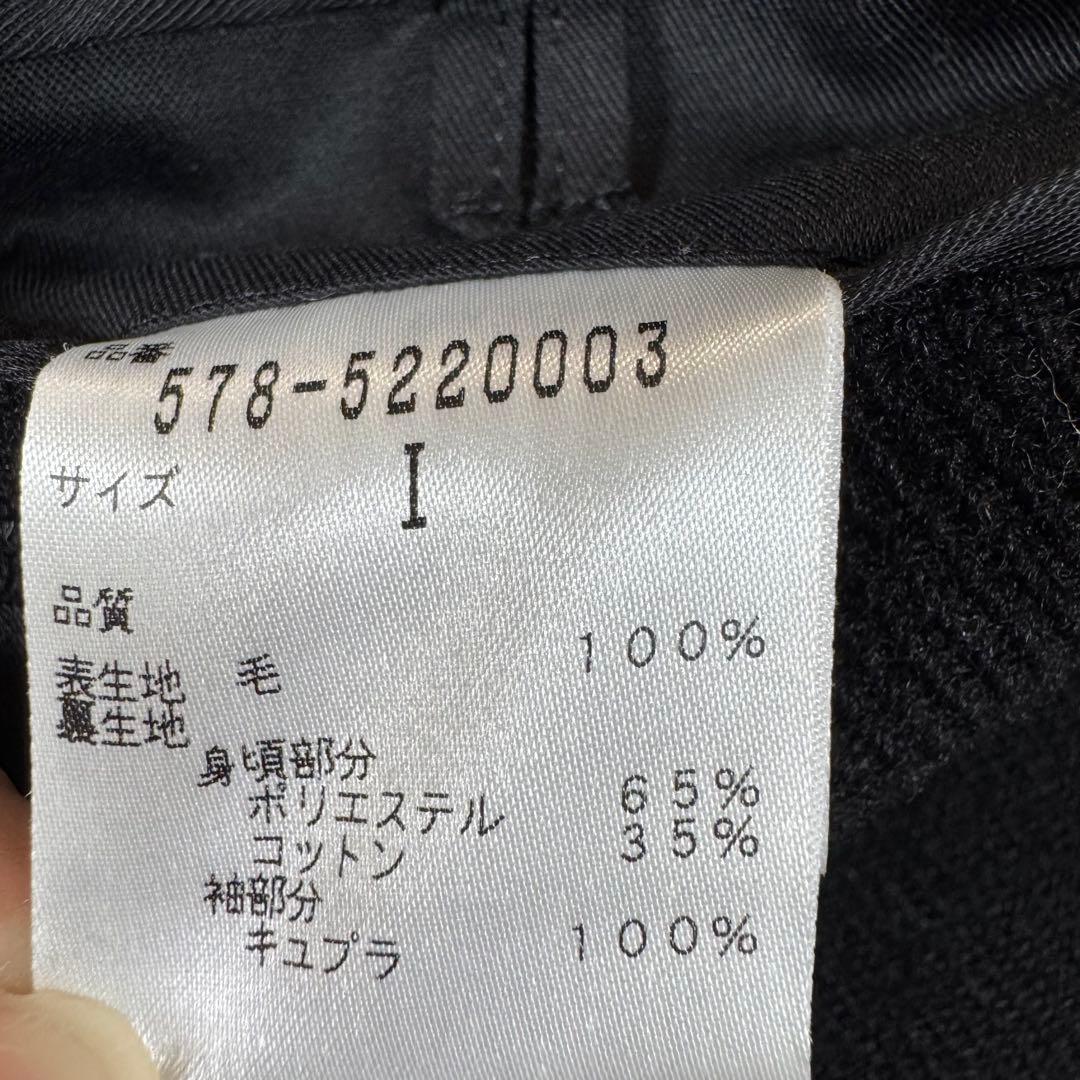 品番
578-5220003
サイズ I
品質
表生地 毛 100%
裏生地
身頃部分
ポリエステル 65%
コットン 35%
袖部分
キュプラ 100%